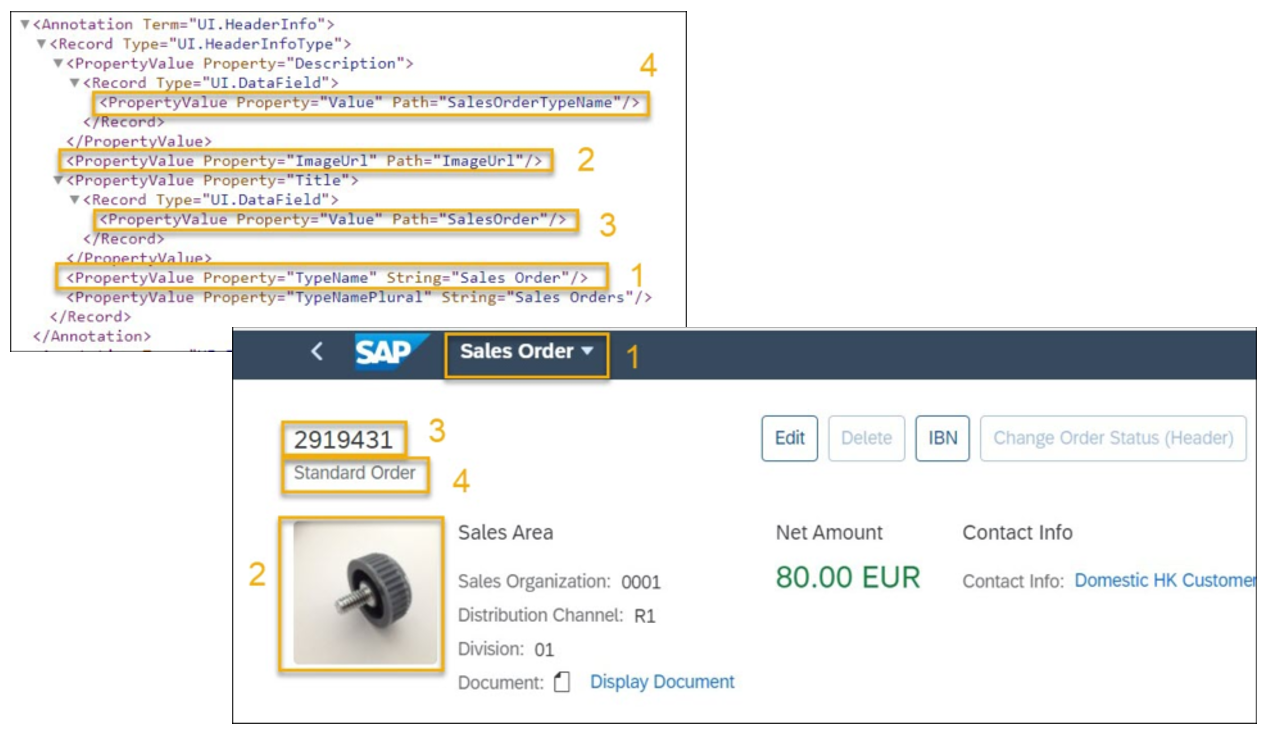 ▼<Annotation Term="UI.HeaderInfo">
▼<Record Type="UI.HeaderInfoType">
▼<PropertyValue Property="Description">
▼<Record Type="UI.DataField">
<PropertyValue Property="Value" Path="SalesOrderTypeName"/>
4
</Record>
</PropertyValue>
<PropertyValue Property="ImageUrl" Path="ImageUrl"/>
2
▼<PropertyValue Property="Title">
▼<Record Type="UI.DataField">
<PropertyValue Property="Value" Path="SalesOrder"/>
3
</Record>
</PropertyValue>
<PropertyValue Property="TypeName" String="Sales Order"/>
1
<PropertyValue Property="TypeNamePlural" String="Sales Orders"/>
</Record>
</Annotation>
SAP
Sales Order
1
2919431
3
Edit
Delete
IBN
Change Order Status (Header)
Standard Order
4
2
Sales Area
Sales Organization: 0001
Distribution Channel: R1
Division: 01
Document: Display Document
Net Amount
80.00 EUR
Contact Info
Contact Info: Domestic HK Customer